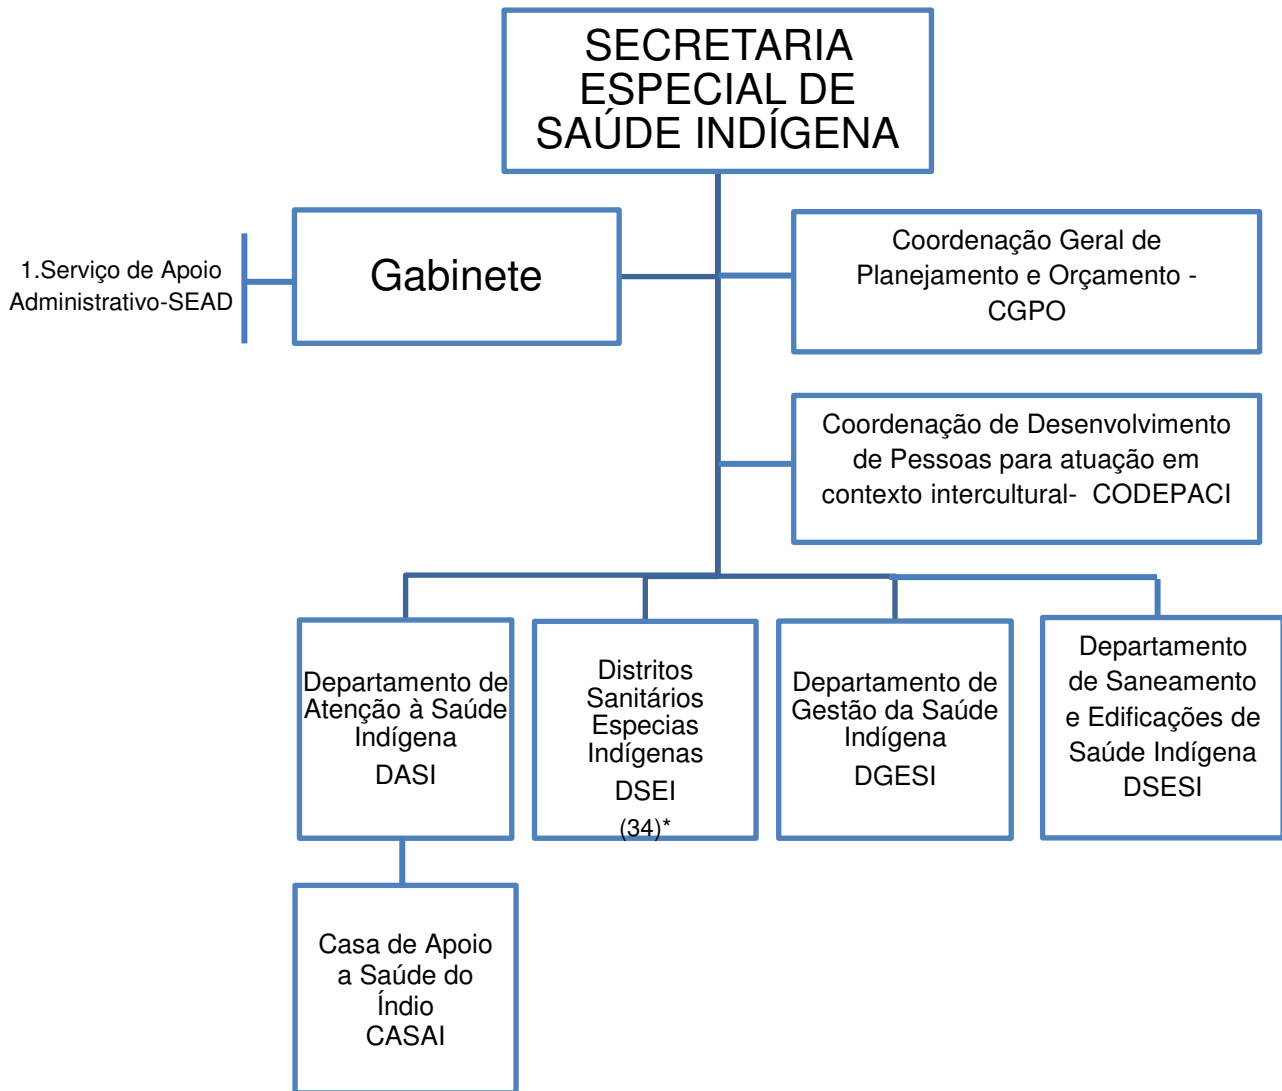 SECRETARIA
ESPECIAL DE
SAÚDE INDÍGENA
1.Serviço de Apoio
Administrativo-SEAD
Gabinete
Coordenação Geral de
Planejamento e Orçamento -
CGPO
Coordenação de Desenvolvimento
de Pessoas para atuação em
contexto intercultural- CODEPACI
Departamento de
Atenção à Saúde
Indígena
DASI
Distritos
Sanitários
Especias
Indígenas
DSEI
(34)*
Departamento de
Gestão da Saúde
Indígena
DGESI
Departamento
de Saneamento
e Edificações de
Saúde Indígena
DSESI
Casa de Apoio
a Saúde do
Índio
CASAI